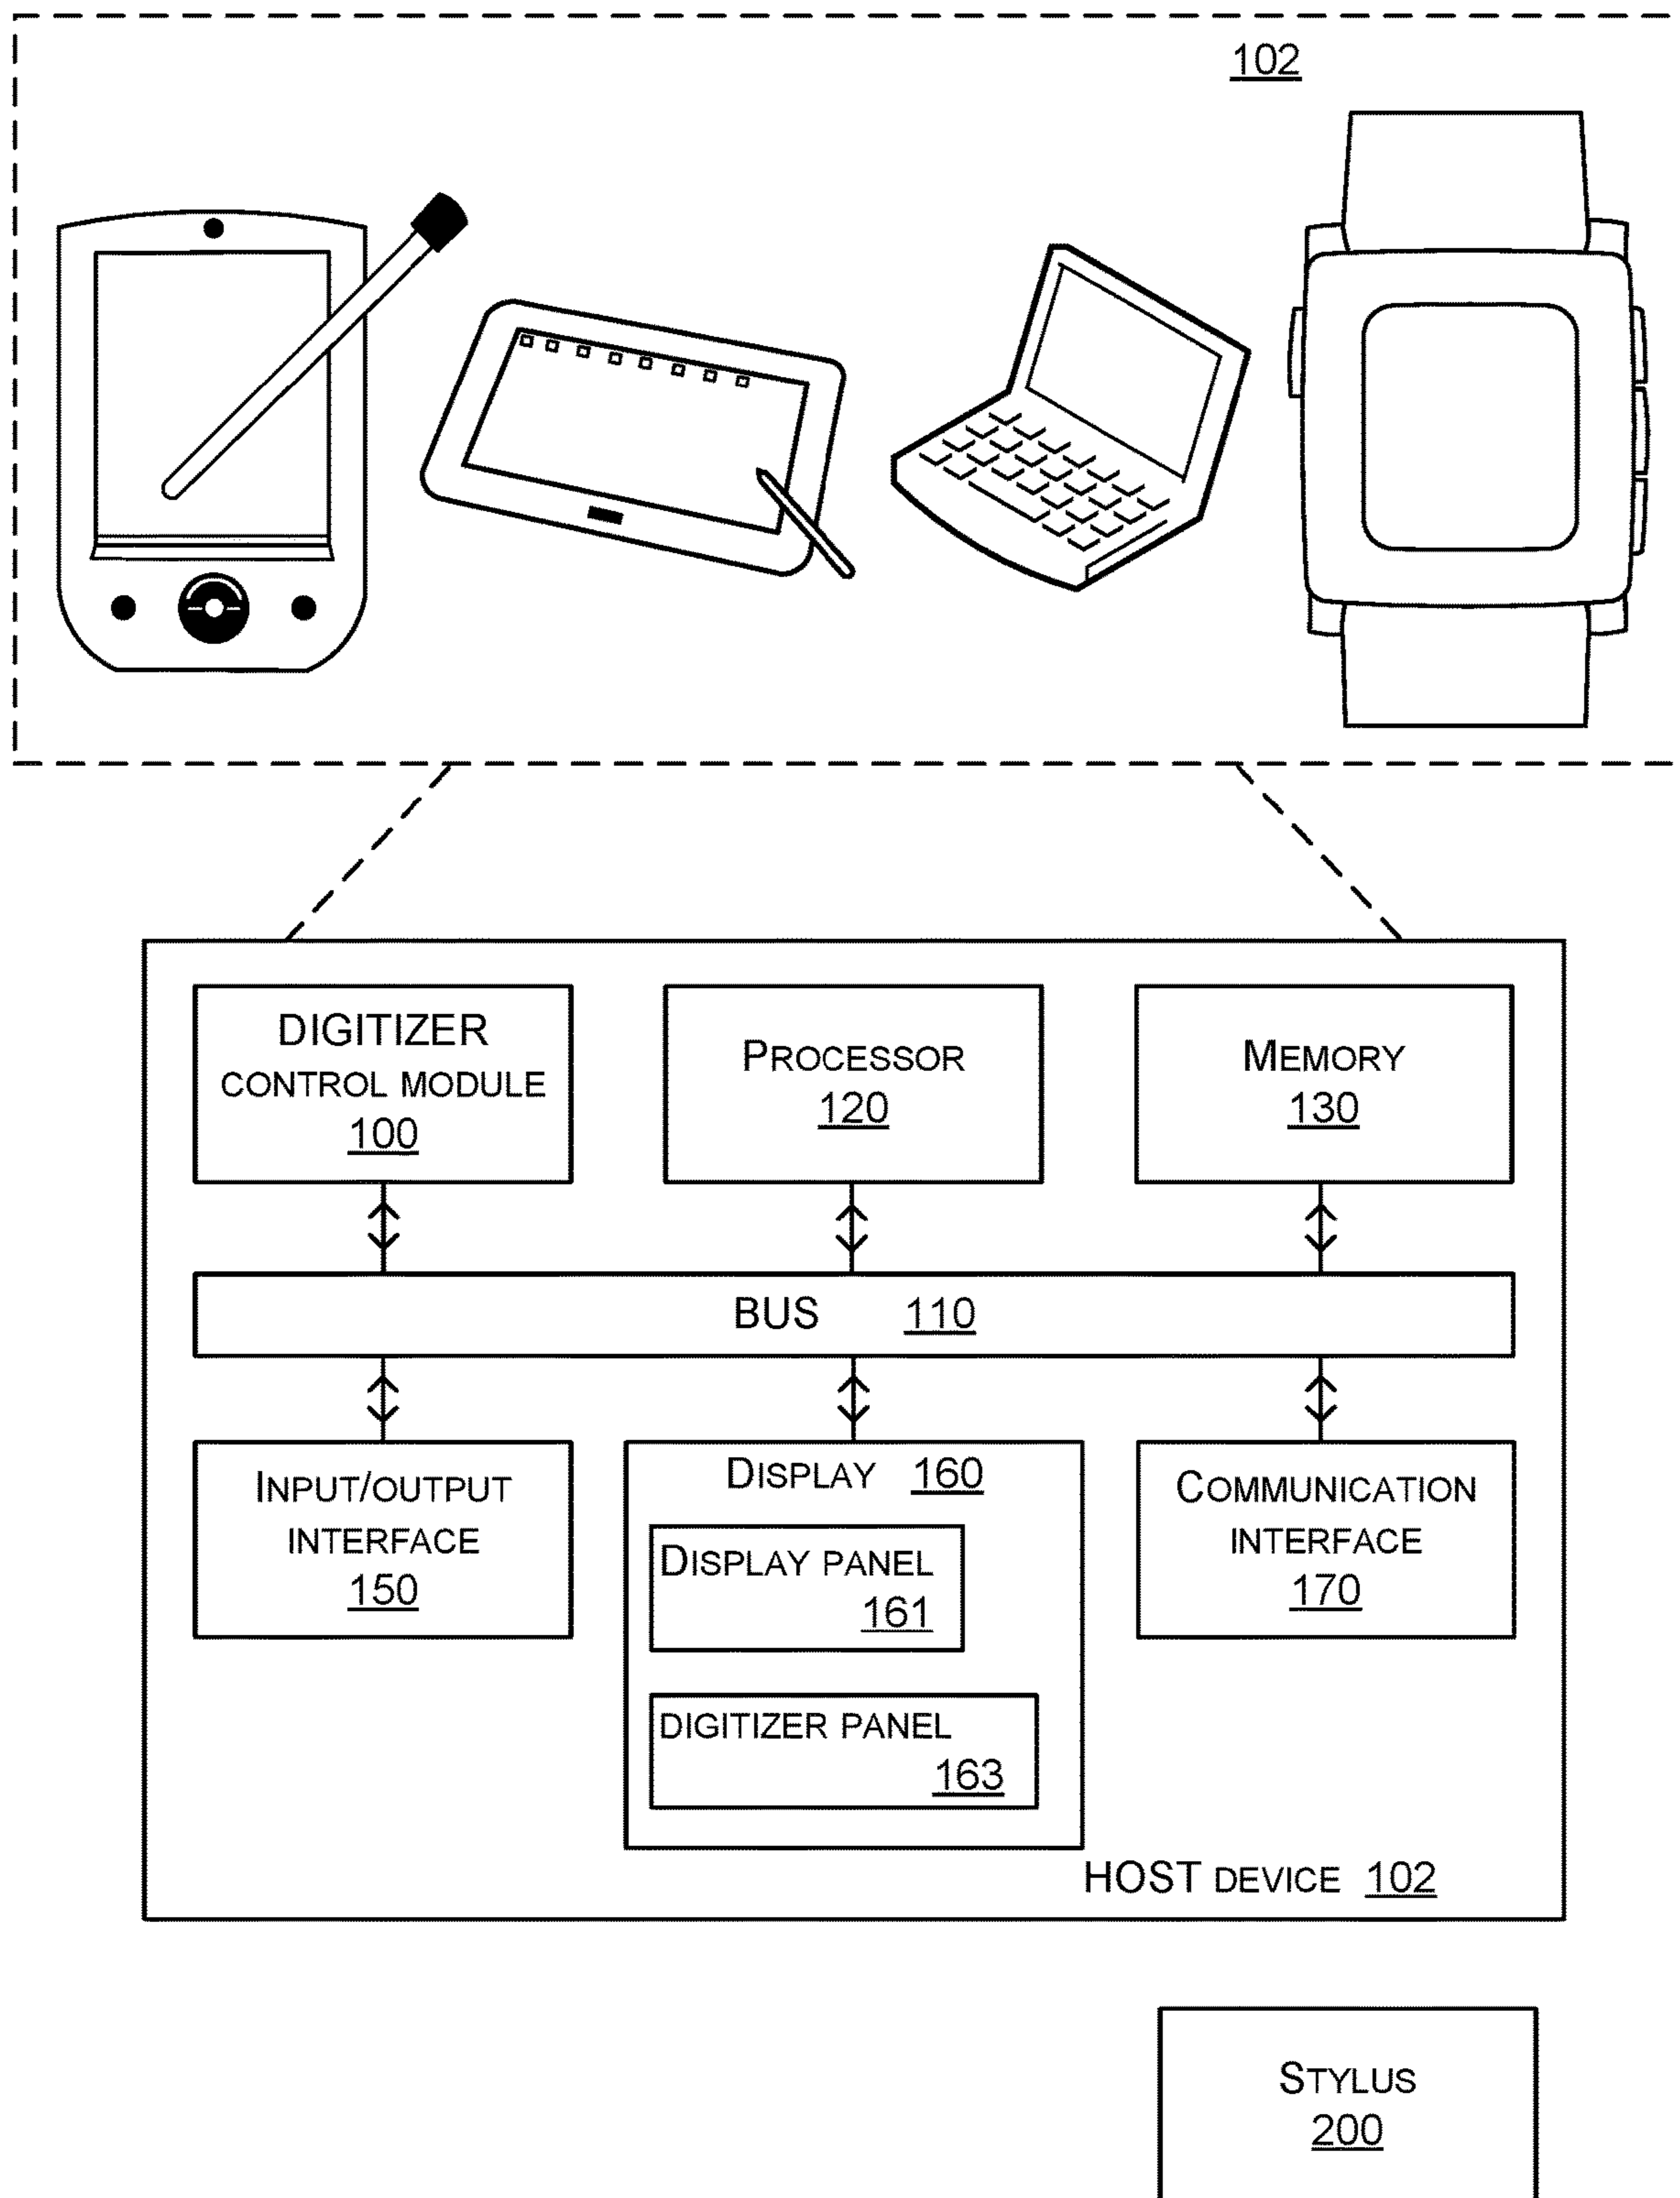 102
DIGITIZER
CONTROL MODULE
100
PROCESSOR
120
MEMORY
130
BUS 110
INPUT/OUTPUT
INTERFACE
150
DISPLAY 160
DISPLAY PANEL
161
DIGITIZER PANEL
163
COMMUNICATION
INTERFACE
170
HOST DEVICE 102
STYLUS
200